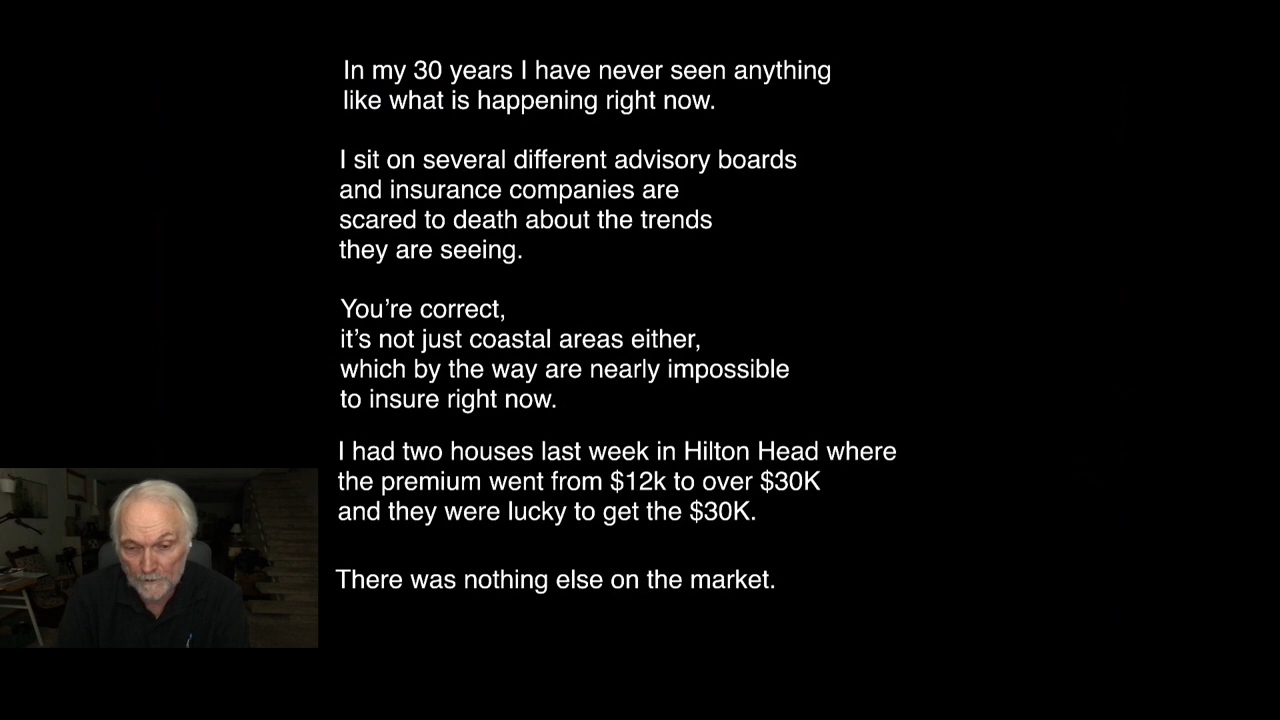 In my 30 years I have never seen anything
like what is happening right now.
I sit on several different advisory boards
and insurance companies are
scared to death about the trends
they are seeing.
You’re correct,
it’s not just coastal areas either,
which by the way are nearly impossible
to insure right now.
I had two houses last week in Hilton Head where
the premium went from $12k to over $30K
and they were lucky to get the $30K.
There was nothing else on the market.